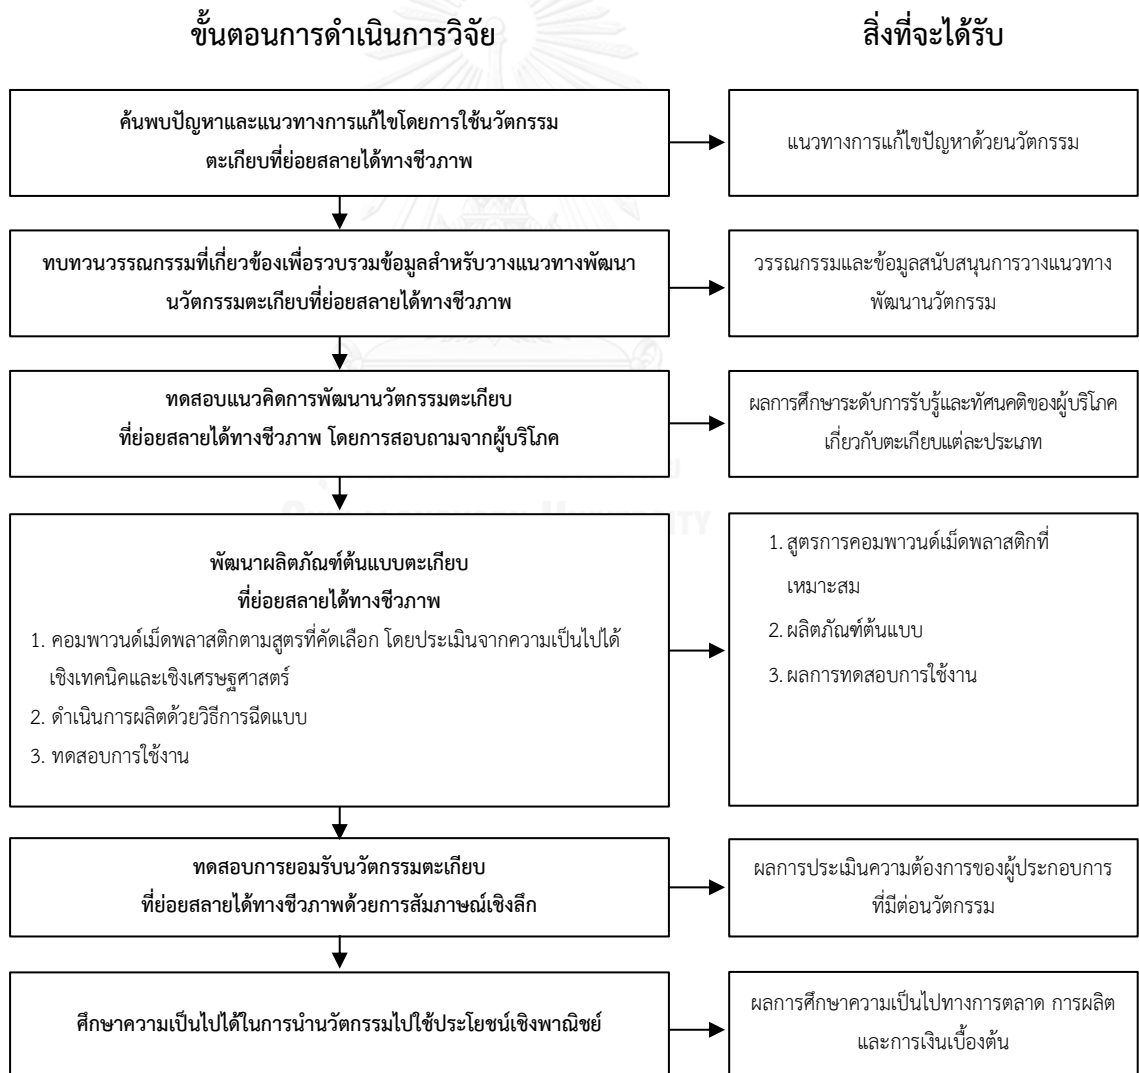 ขั้นตอนการดำเนินการวิจัย
สิ่งที่จะได้รับ
ค้นพบปัญหาและแนวทางการแก้ไขโดยการใช้นวัตกรรม
ตะเกียบที่ย่อยสลายได้ทางชีวภาพ
แนวทางการแก้ไขปัญหาด้วยนวัตกรรม
ทบทวนวรรณกรรมที่เกี่ยวข้องเพื่อรวบรวมข้อมูลสำหรับวางแนวทางพัฒนา
นวัตกรรมตะเกียบที่ย่อยสลายได้ทางชีวภาพ
วรรณกรรมและข้อมูลสนับสนุนการวางแนวทาง
พัฒนานวัตกรรม
ทดสอบแนวคิดการพัฒนานวัตกรรมตะเกียบ
ที่ย่อยสลายได้ทางชีวภาพ โดยการสอบถามจากผู้บริโภค
ผลการศึกษาระดับการรับรู้และทัศนคติของผู้บริโภค
เกี่ยวกับตะเกียบแต่ละประเภท
พัฒนาผลิตภัณฑ์ต้นแบบตะเกียบ
ที่ย่อยสลายได้ทางชีวภาพ
1. คอมพาวนด์เม็ดพลาสติกตามสูตรที่คัดเลือก โดยประเมินจากความเป็นไปได้
เชิงเทคนิคและเชิงเศรษฐศาสตร์
2. ดำเนินการผลิตด้วยวิธีการฉีดแบบ
3. ทดสอบการใช้งาน
1. สูตรการคอมพาวนด์เม็ดพลาสติกที่
เหมาะสม
2. ผลิตภัณฑ์ต้นแบบ
3. ผลการทดสอบการใช้งาน
ทดสอบการยอมรับนวัตกรรมตะเกียบ
ที่ย่อยสลายได้ทางชีวภาพด้วยการสัมภาษณ์เชิงลึก
ผลการประเมินความต้องการของผู้ประกอบการ
ที่มีต่อนวัตกรรม
ศึกษาความเป็นไปได้ในการนำนวัตกรรมไปใช้ประโยชน์เชิงพาณิชย์
ผลการศึกษาความเป็นไปทางการตลาด การผลิต
และการเงินเบื้องต้น